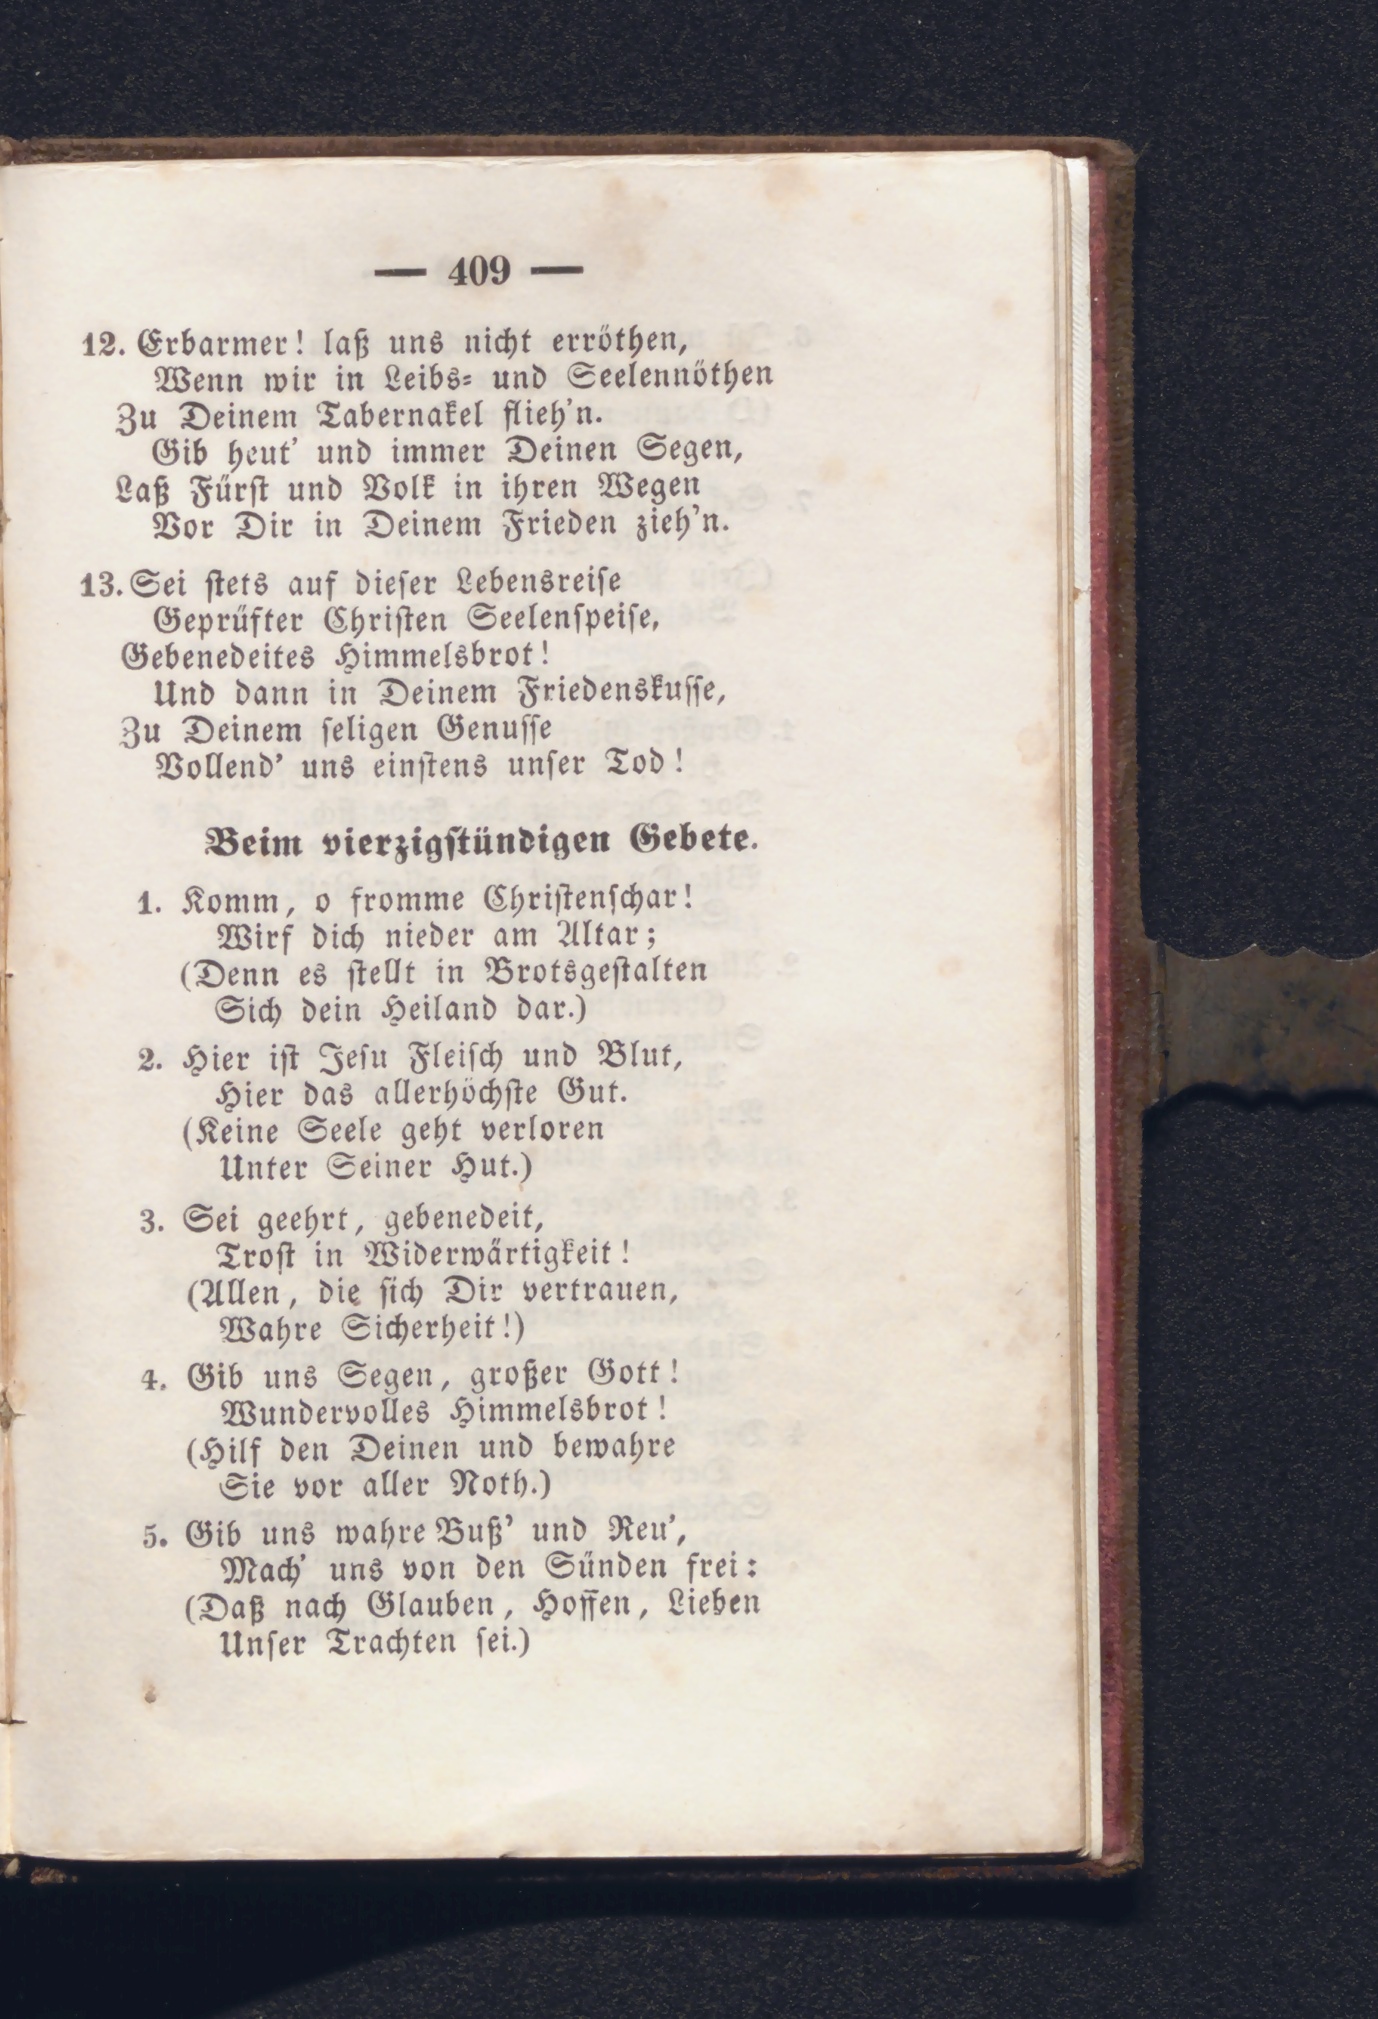 — 409 —
12. Erbarmer! laß uns nicht erröthen,
Wenn wir in Leibs= und Seelennöthen
Zu Deinem Tabernakel flieh'n.
Gib heut' und immer Deinen Segen,
Laß Fürst und Volk in ihren Wegen
Vor Dir in Deinem Frieden zieh'n.
13. Sei stets auf dieser Lebensreise
Geprüfter Christen Seelenspeise,
Gebenedeites Himmelsbrot!
Und dann in Deinem Friedenskusse,
Zu Deinem seligen Genusse
Vollend' uns einstens unser Tod!
Beim vierzigstündigen Gebete.
1. Komm, o fromme Christenschar!
Wirf dich nieder am Altar;
(Denn es stellt in Brotsgestalten
Sich dein Heiland dar.)
2. Hier ist Jesu Fleisch und Blut,
Hier das allerhöchste Gut.
(Keine Seele geht verloren
Unter Seiner Hut.)
3. Sei geehrt, gebenedeit,
Trost in Widerwärtigkeit!
(Allen, die sich Dir vertrauen,
Wahre Sicherheit!)
4. Gib uns Segen, großer Gott!
Wundervolles Himmelsbrot!
(Hilf den Deinen und bewahre
Sie vor aller Noth.)
5. Gib uns wahre Buß' und Reu',
Mach' uns von den Sünden frei:
(Daß nach Glauben, Hoffen, Lieben
Unser Trachten sei.)